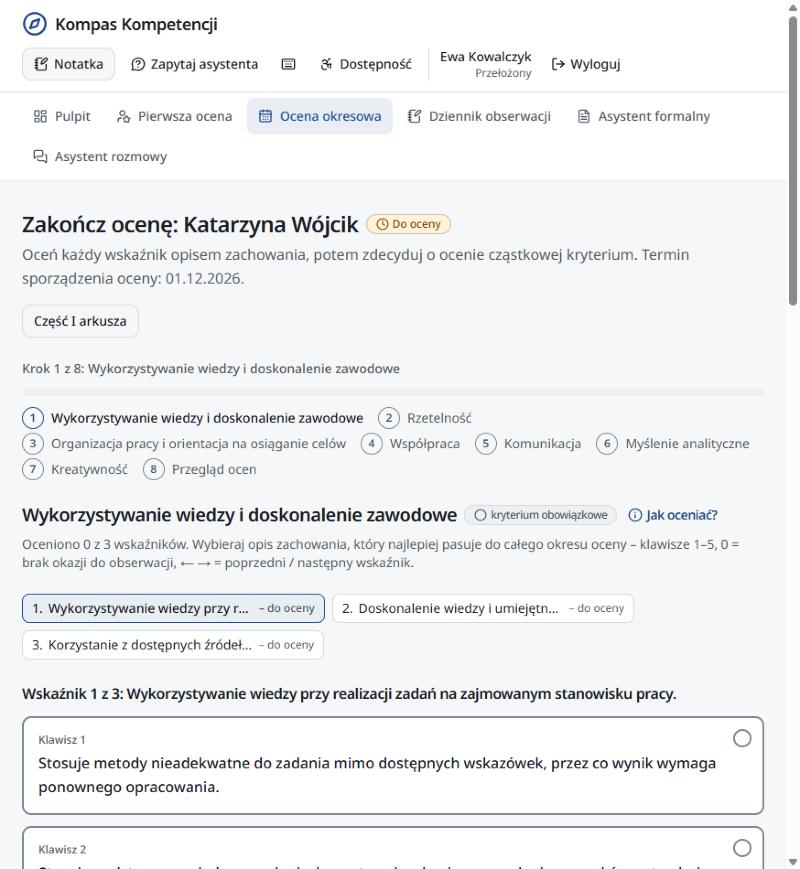 Kompas Kompetencji
Notatka Zapytaj asystenta Dostępność Ewa Kowalczyk Przełożony Wyloguj
Pulpit Pierwsza ocena Ocena okresowa Dziennik obserwacji Asystent formalny
Asystent rozmowy
Zakończ ocenę: Katarzyna Wójcik Do oceny
Oceń każdy wskaźnik opisem zachowania, potem zdecyduj o ocenie cząstkowej kryterium. Termin
sporządzenia oceny: 01.12.2026.
Część I arkusza
Krok 1 z 8: Wykorzystywanie wiedzy i doskonalenie zawodowe
1 Wykorzystywanie wiedzy i doskonalenie zawodowe 2 Rzetelność
3 Organizacja pracy i orientacja na osiąganie celów 4 Współpraca 5 Komunikacja 6 Myślenie analityczne
7 Kreatywność 8 Przegląd ocen
Wykorzystywanie wiedzy i doskonalenie zawodowe kryterium obowiązkowe Jak oceniać?
Oceniono 0 z 3 wskaźników. Wybieraj opis zachowania, który najlepiej pasuje do całego okresu oceny – klawisze 1–5, 0 =
brak okazji do obserwacji, ← → = poprzedni / następny wskaźnik.
1. Wykorzystywanie wiedzy przy r... – do oceny 2. Doskonalenie wiedzy i umiejętn... – do oceny
3. Korzystanie z dostępnych źródeł... – do oceny
Wskaźnik 1 z 3: Wykorzystywanie wiedzy przy realizacji zadań na zajmowanym stanowisku pracy.
Klawisz 1
Stosuje metody nieadekwatne do zadania mimo dostępnych wskazówek, przez co wynik wymaga
ponownego opracowania.
Klawisz 2